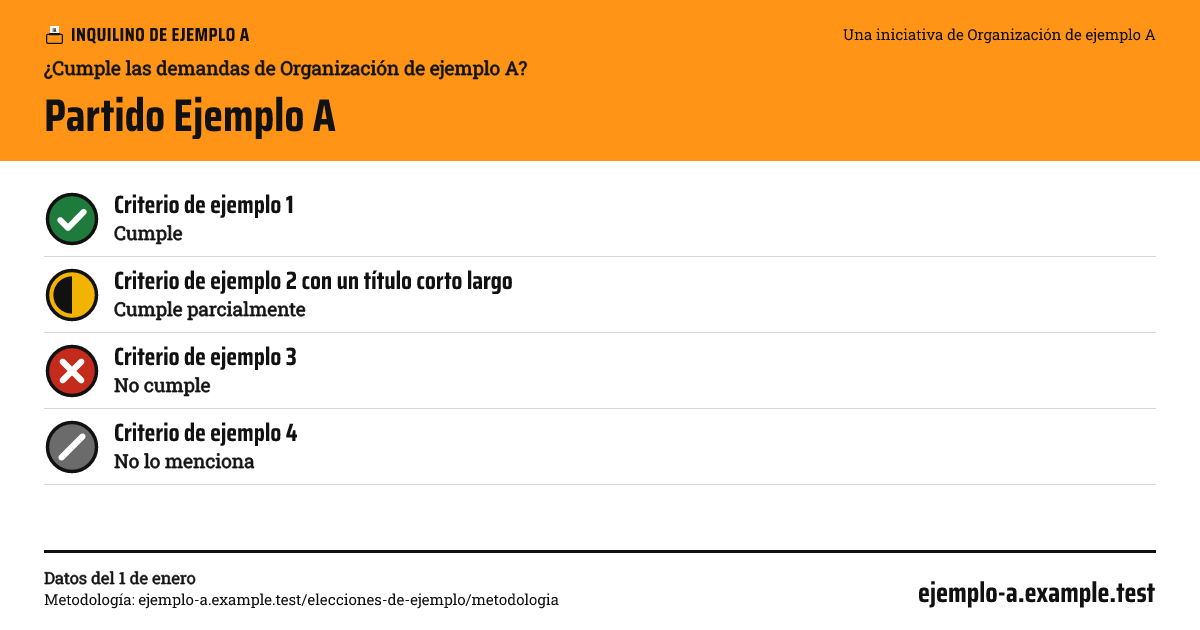 INQUILINO DE EJEMPLO A
Una iniciativa de Organización de ejemplo A
¿Cumple las demandas de Organización de ejemplo A?
Partido Ejemplo A
Criterio de ejemplo 1
Cumple
Criterio de ejemplo 2 con un título corto largo
Cumple parcialmente
Criterio de ejemplo 3
No cumple
Criterio de ejemplo 4
No lo menciona
Datos del 1 de enero
Metodología: ejemplo-a.example.test/elecciones-de-ejemplo/metodologia
ejemplo-a.example.test